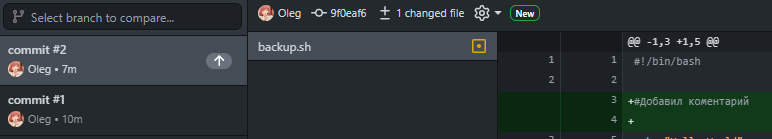 Select branch to compare...
commit #2
Oleg • 7m
commit #1
Oleg • 10m
Oleg 9f0eaf6 1 changed file New
backup.sh
@@ -1,3 +1,5 @@
1 1 #!/bin/bash
2 2
3 +#Добавил коментарий
4 +